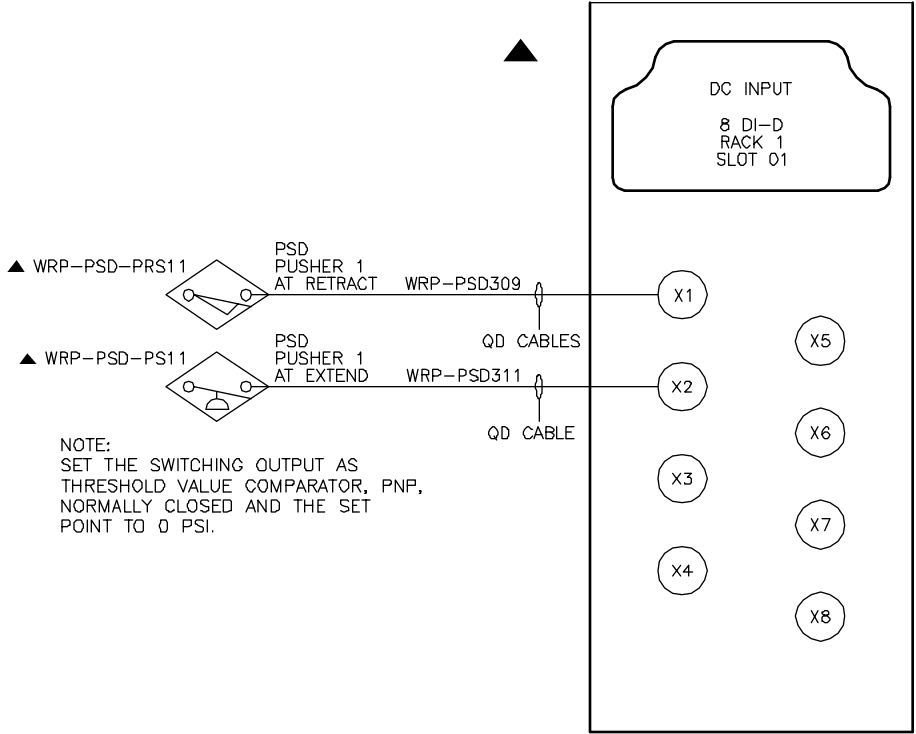 DC INPUT
8 DI-D
RACK 1
SLOT 01
WRP-PSD-PRS11
PSD
PUSHER 1
AT RETRACT
WRP-PSD309
QD CABLES
X1
X5
WRP-PSD-PS11
PSD
PUSHER 1
AT EXTEND
WRP-PSD311
QD CABLE
X2
X6
NOTE:
SET THE SWITCHING OUTPUT AS
THRESHOLD VALUE COMPARATOR, PNP,
NORMALLY CLOSED AND THE SET
POINT TO 0 PSI.
X3
X7
X4
X8